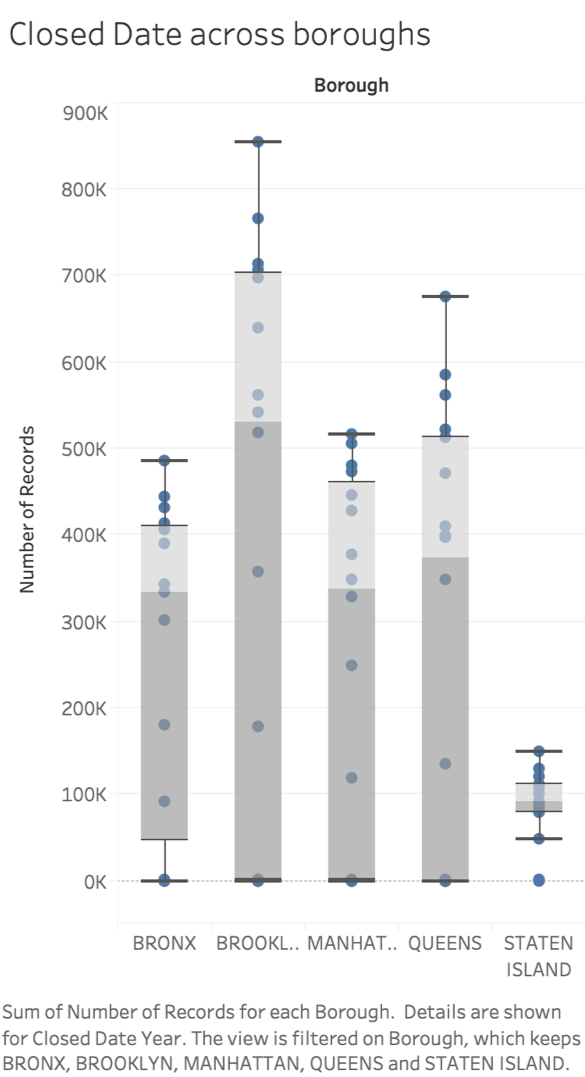 Closed Date across boroughs
Borough
900K
800K
700K
600K
500K
400K
300K
200K
100K
0K
Number of Records
BRONX BROOKL.. MANHAT.. QUEENS STATEN
ISLAND
Sum of Number of Records for each Borough. Details are shown
for Closed Date Year. The view is filtered on Borough, which keeps
BRONX, BROOKLYN, MANHATTAN, QUEENS and STATEN ISLAND.